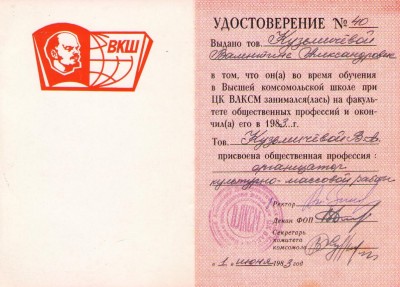 ВКШ
УДОСТОВЕРЕНИЕ № 40
Выдано тов. Кузьмичёвой
Валентине Александровне
в том, что он(а) во время обучения
в Высшей комсомольской школе при
ЦК ВЛКСМ занимался(лась) на факуль-
тете общественных профессий и окон-
чил(а) его в 1983 г.
Тов. Кузьмичёвой В.А.
присвоена общественная профессия:
организатор
культурно-массовой работы
Ректор
Декан ФОП
Секретарь
комитета
комсомола
ВЛКСМ
« 1 » июня 1983 год